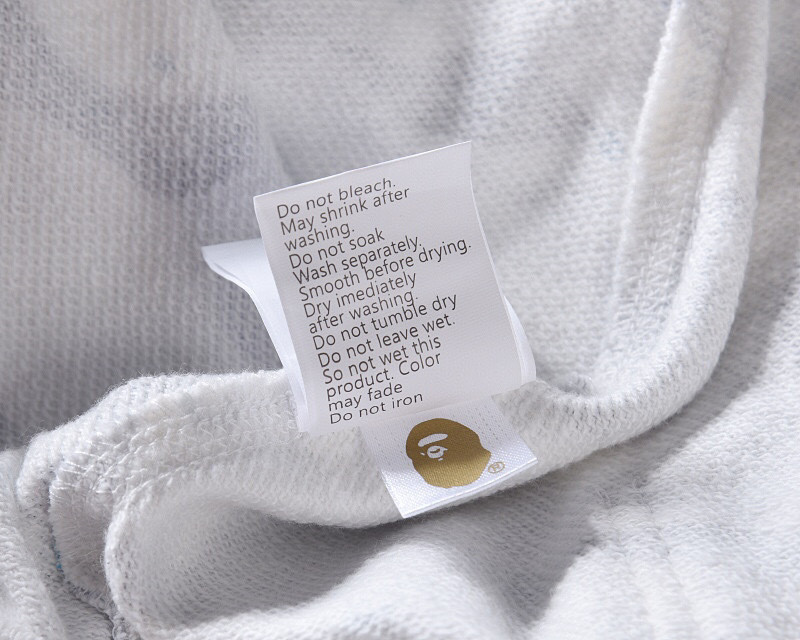 Do not bleach.
May shrink after
washing.
Do not soak
Wash separately.
Smooth before drying.
Dry imediately
after washing.
Do not tumble dry
Do not leave wet.
So not wet this
product. Color
may fade
Do not iron